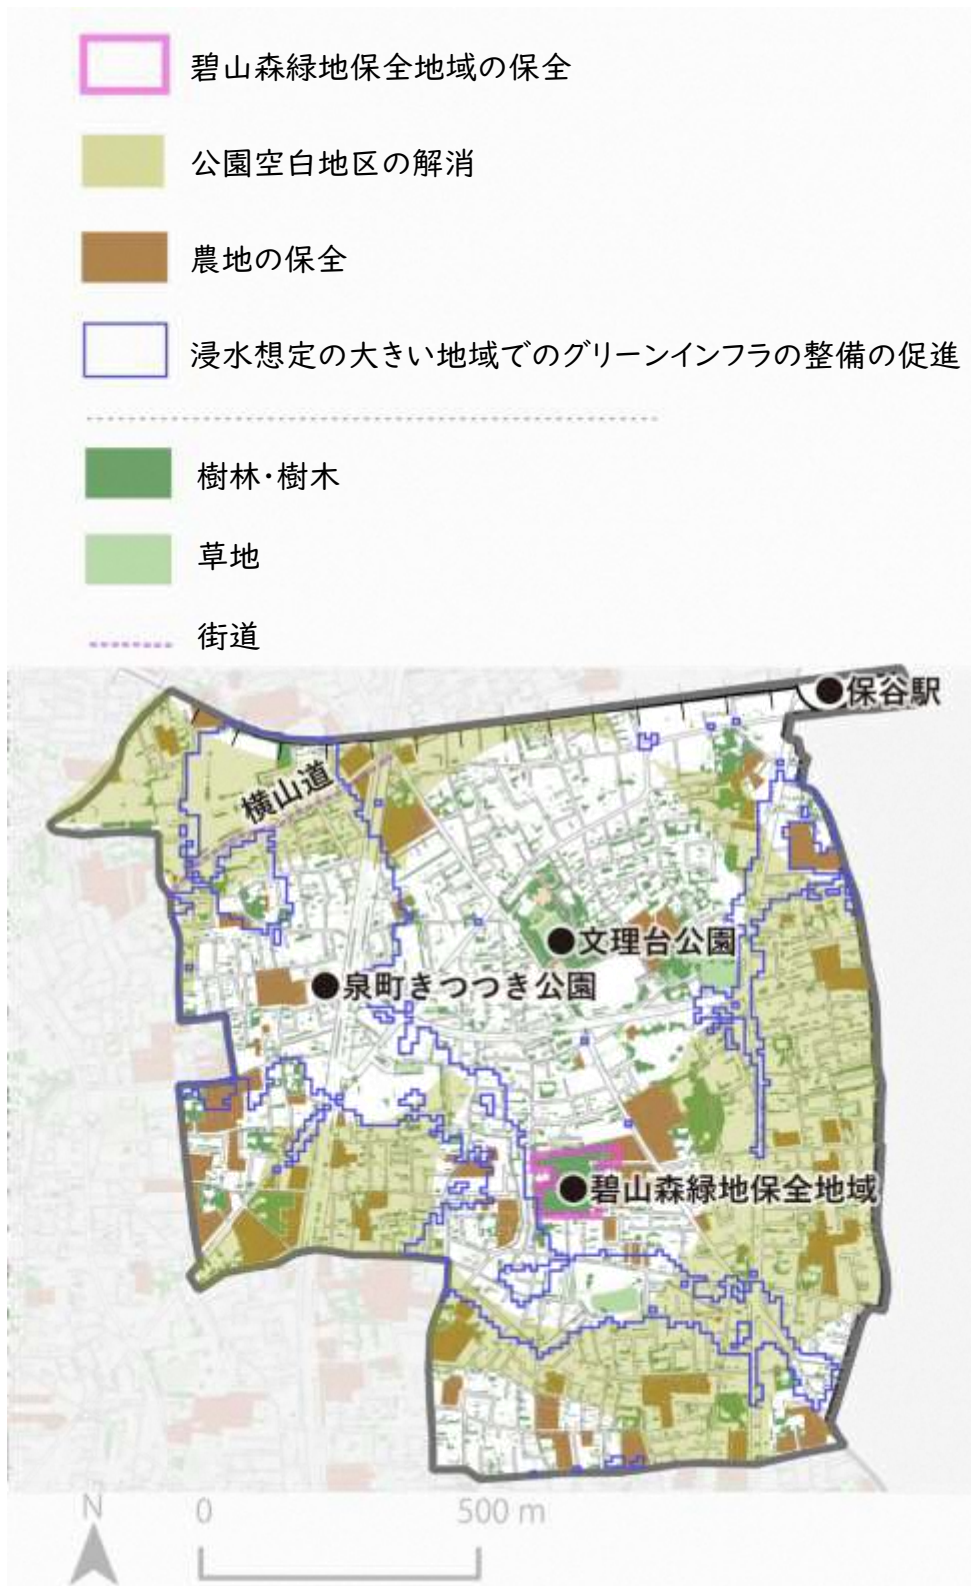 碧山森緑地保全地域の保全
公園空白地区の解消
農地の保全
浸水想定の大きい地域でのグリーンインフラの整備の促進
樹林・樹木
草地
街道
保谷駅
横山道
文理台公園
泉町きつつき公園
碧山森緑地保全地域
N
0
500 m